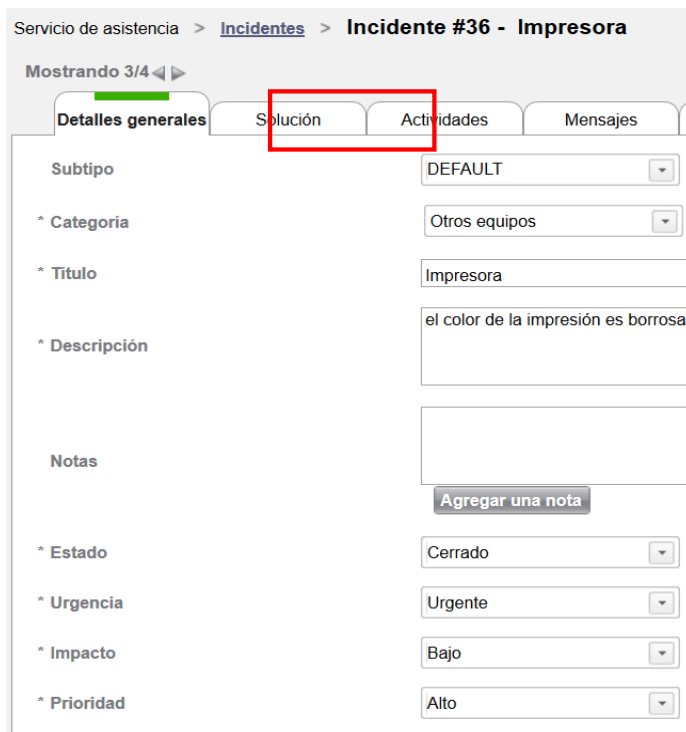 Servicio de asistencia > Incidentes > Incidente #36 - Impresora
Mostrando 3/4
Detalles generales Solución Actividades Mensajes
Subtipo DEFAULT
* Categoría Otros equipos
* Título Impresora
* Descripción el color de la impresión es borrosa
Notas
Agregar una nota
* Estado Cerrado
* Urgencia Urgente
* Impacto Bajo
* Prioridad Alto